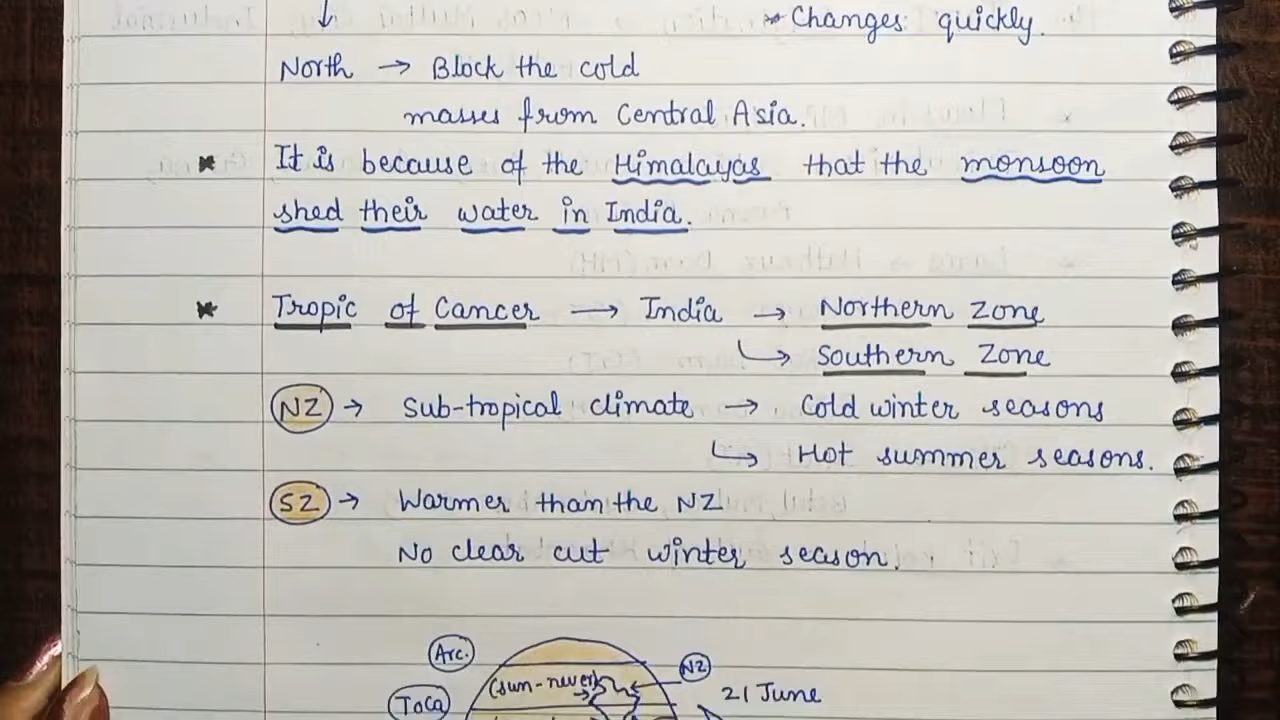 * Changes quickly.
↓
North → Block the cold
masses from Central Asia.
* It is because of the Himalayas that the monsoon
shed their water in India.
* Tropic of Cancer → India → Northern Zone
↳ Southern Zone
NZ → Sub-tropical climate → Cold winter seasons
↳ Hot summer seasons.
SZ → Warmer than the NZ
No clear cut winter season.
Arc.
(sun-never) NZ
ToCa 21 June